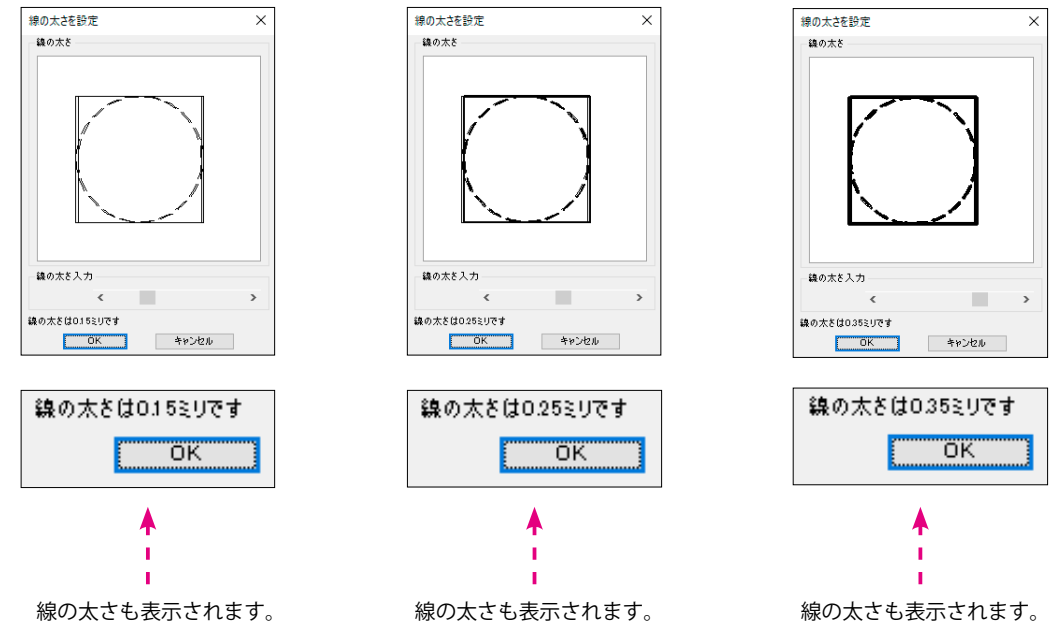 線の太さを設定
線の太さ
線の太さ入力
線の太さは0.15ミリです
OK
キャンセル
線の太さを設定
線の太さ
線の太さ入力
線の太さは0.25ミリです
OK
キャンセル
線の太さを設定
線の太さ
線の太さ入力
線の太さは0.35ミリです
OK
キャンセル
線の太さは0.15ミリです
OK
線の太さは0.25ミリです
OK
線の太さは0.35ミリです
OK
線の太さも表示されます。
線の太さも表示されます。
線の太さも表示されます。